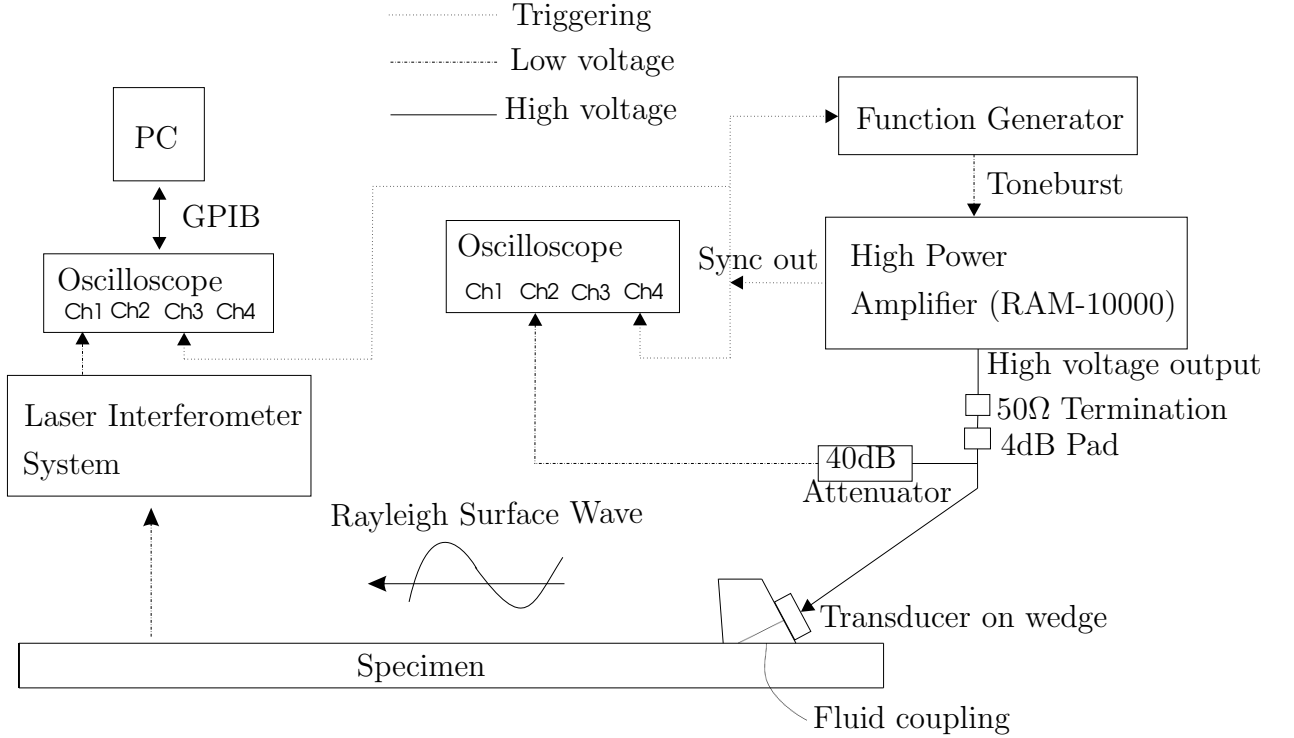 Triggering
Low voltage
High voltage
PC
GPIB
Oscilloscope
Ch1 Ch2 Ch3 Ch4
Laser Interferometer
System
Oscilloscope
Ch1 Ch2 Ch3 Ch4
Function Generator
Toneburst
Sync out
High Power
Amplifier (RAM-10000)
High voltage output
50Ω Termination
4dB Pad
40dB
Attenuator
Rayleigh Surface Wave
Transducer on wedge
Specimen
Fluid coupling